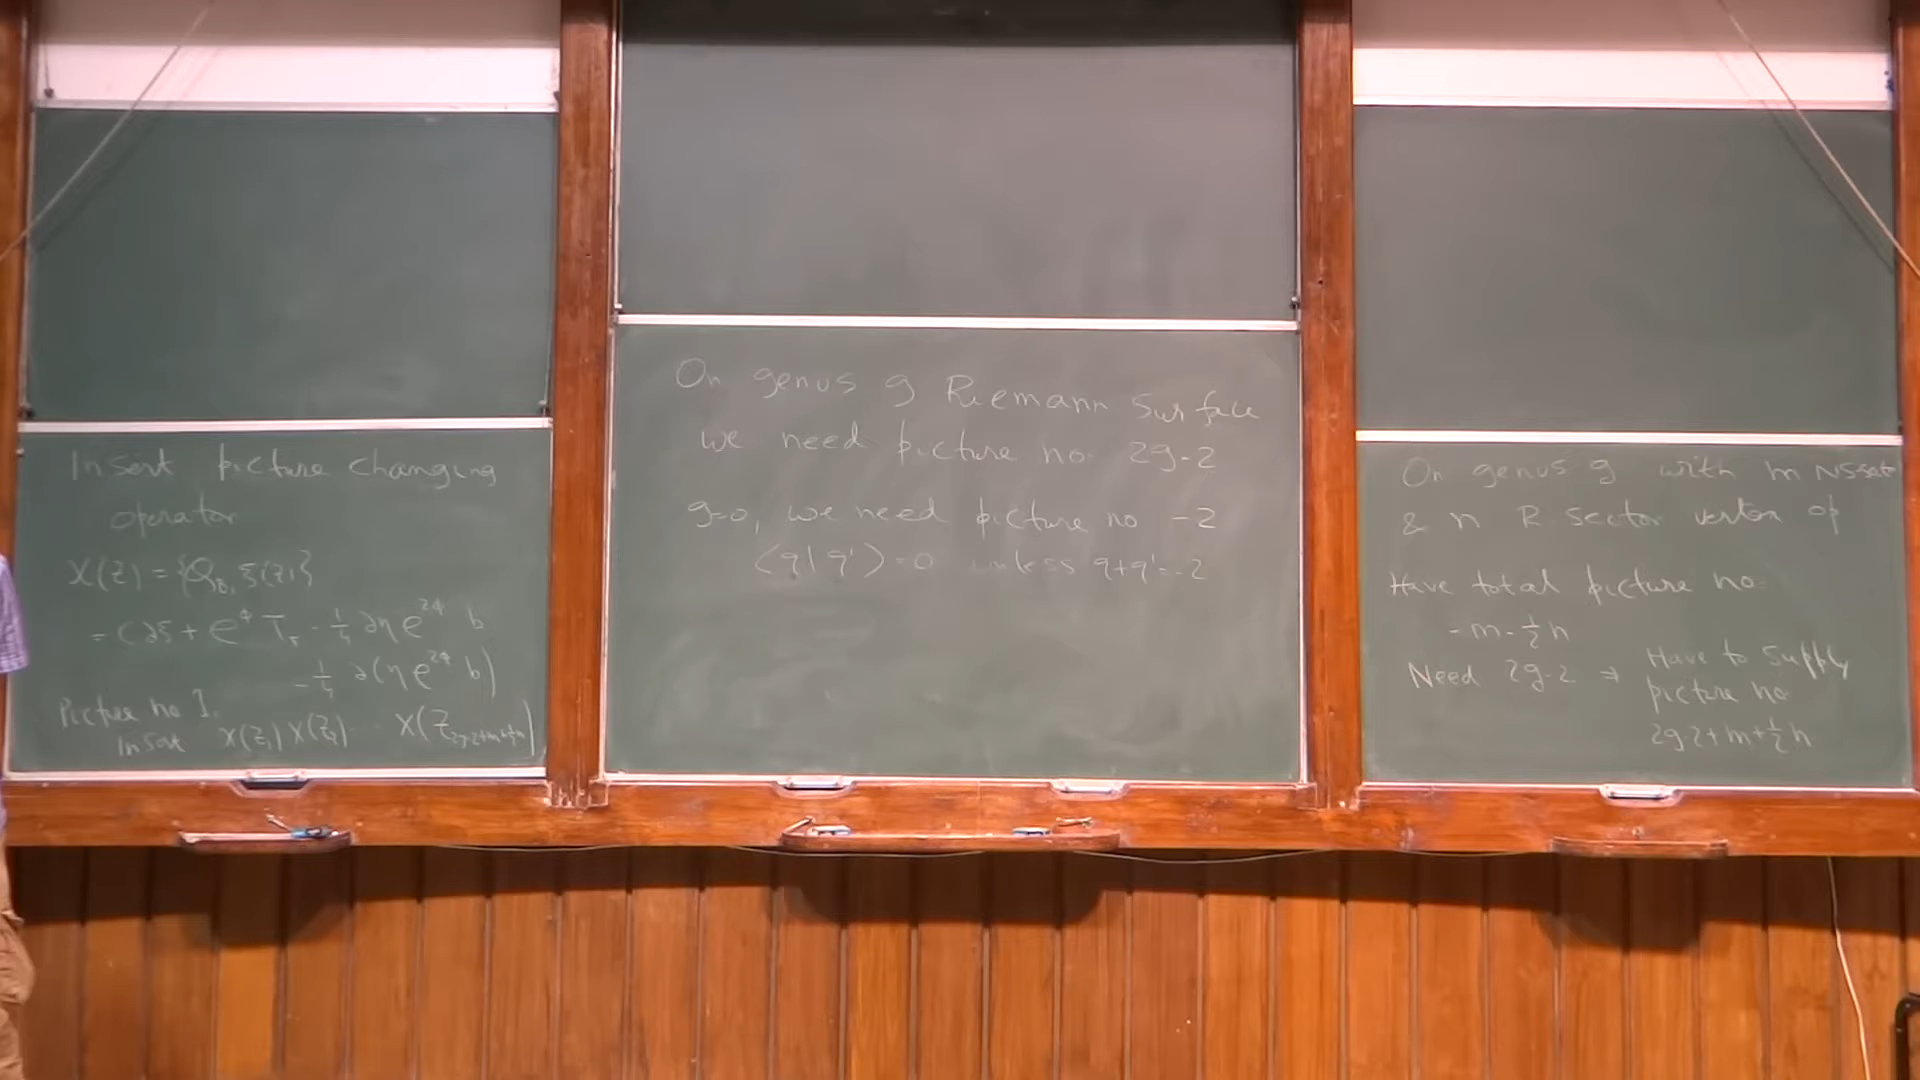 Insert picture changing
operator
X(z) = {Q_B, ξ(z)}
= c∂ξ + e^φ T_F - 1/4 ∂η e^{2φ} b
- 1/4 ∂(η e^{2φ} b)
Picture no 1.
insert X(z_1) X(z_2) ... X(z_{2g-2+m+½n})
On genus g Riemann Surface
we need picture no. 2g-2
g=0, we need picture no -2
⟨q|q'⟩=0 unless q+q'=-2
On genus g with m NS sect
& n R-sector vertex op
Have total picture no.
-m-½n
Need 2g-2 ⇒ Have to supply
picture no
2g-2+m+½n